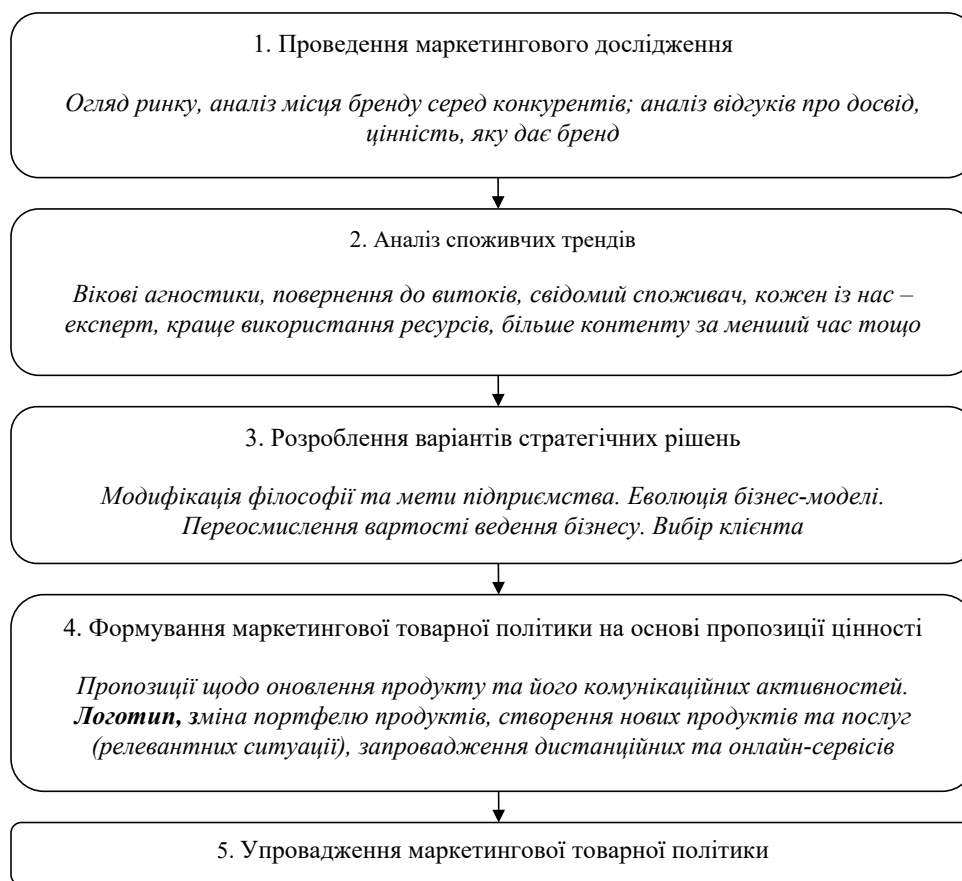 1. Проведення маркетингового дослідження
Огляд ринку, аналіз місця бренду серед конкурентів; аналіз відгуків про досвід,
цінність, яку дає бренд
2. Аналіз споживчих трендів
Вікові агностики, повернення до витоків, свідомий споживач, кожен із нас –
експерт, краще використання ресурсів, більше контенту за менший час тощо
3. Розроблення варіантів стратегічних рішень
Модифікація філософії та мети підприємства. Еволюція бізнес-моделі.
Переосмислення вартості ведення бізнесу. Вибір клієнта
4. Формування маркетингової товарної політики на основі пропозиції цінності
Пропозиції щодо оновлення продукту та його комунікаційних активностей.
Логотип, зміна портфелю продуктів, створення нових продуктів та послуг
(релевантних ситуації), запровадження дистанційних та онлайн-сервісів
5. Упровадження маркетингової товарної політики